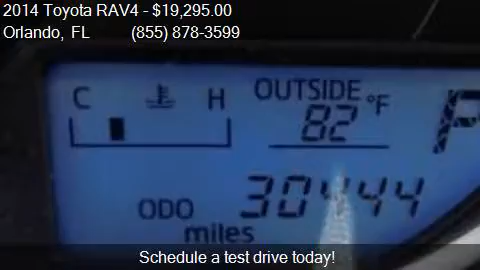 2014 Toyota RAV4 - $19,295.00
Orlando, FL (855) 878-3599
C H OUTSIDE
82 °F P
ODO 30444
miles
Schedule a test drive today!